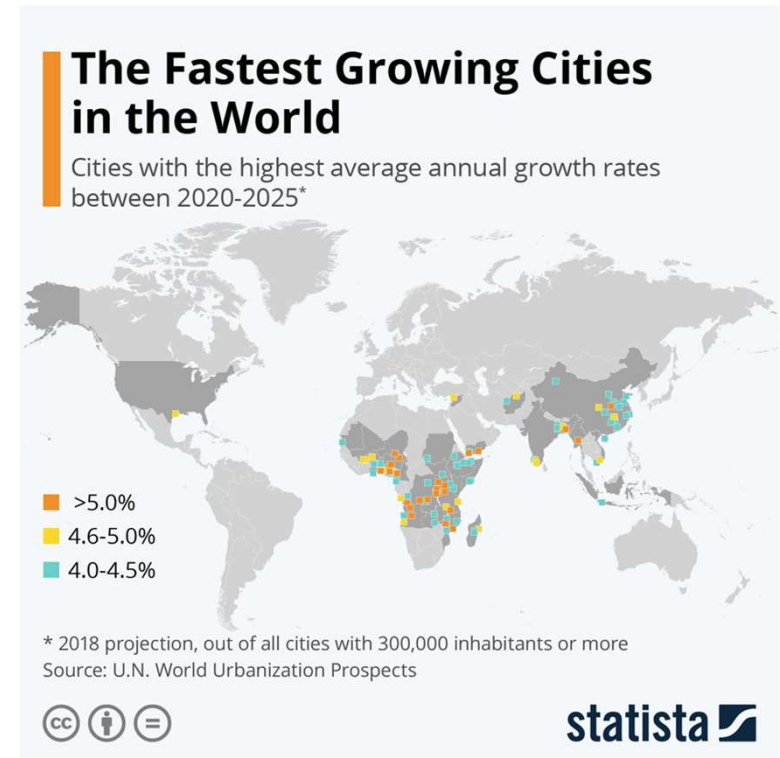 The Fastest Growing Cities
in the World
Cities with the highest average annual growth rates
between 2020-2025*
>5.0%
4.6-5.0%
4.0-4.5%
* 2018 projection, out of all cities with 300,000 inhabitants or more
Source: U.N. World Urbanization Prospects
cc
statista